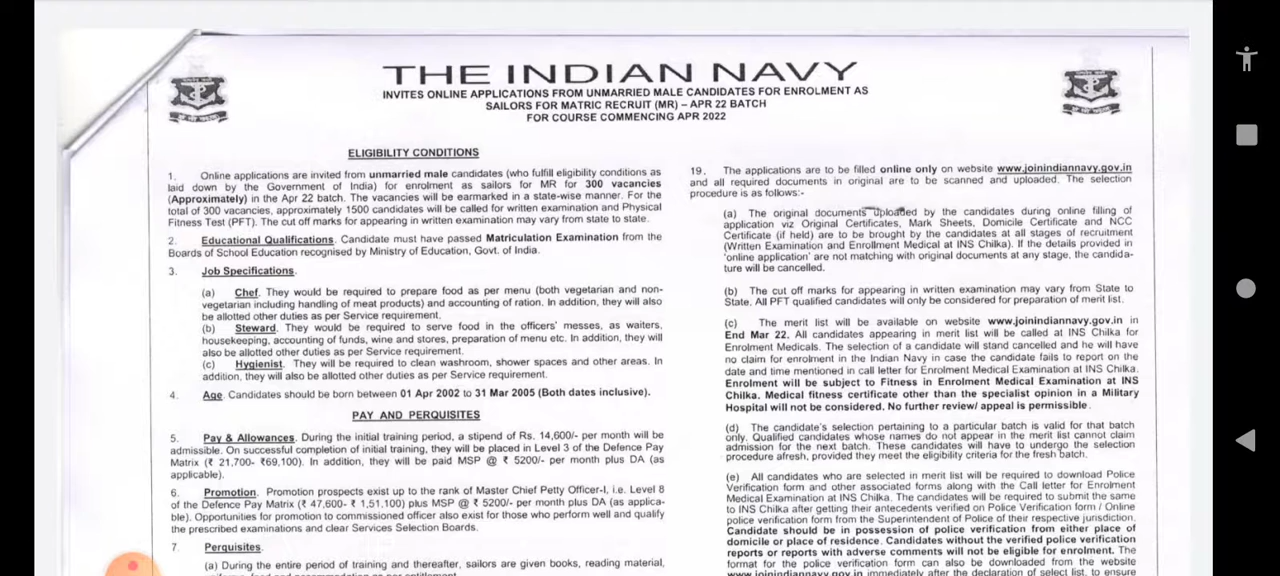 THE INDIAN NAVY
INVITES ONLINE APPLICATIONS FROM UNMARRIED MALE CANDIDATES FOR ENROLMENT AS
SAILORS FOR MATRIC RECRUIT (MR) – APR 22 BATCH
FOR COURSE COMMENCING APR 2022
ELIGIBILITY CONDITIONS
1. Online applications are invited from unmarried male candidates (who fulfill eligibility conditions as
laid down by the Government of India) for enrolment as sailors for MR for 300 vacancies
(Approximately) in the Apr 22 batch. The vacancies will be earmarked in a state-wise manner. For the
total of 300 vacancies, approximately 1500 candidates will be called for written examination and Physical
Fitness Test (PFT). The cut off marks for appearing in written examination may vary from state to state.
2. Educational Qualifications. Candidate must have passed Matriculation Examination from the
Boards of School Education recognised by Ministry of Education, Govt. of India.
3. Job Specifications.
(a) Chef. They would be required to prepare food as per menu (both vegetarian and non-
vegetarian including handling of meat products) and accounting of ration. In addition, they will also
be allotted other duties as per Service requirement.
(b) Steward. They would be required to serve food in the officers' messes, as waiters,
housekeeping, accounting of funds, wine and stores, preparation of menu etc. In addition, they will
also be allotted other duties as per Service requirement.
(c) Hygienist. They will be required to clean washroom, shower spaces and other areas. In
addition, they will also be allotted other duties as per Service requirement.
4. Age. Candidates should be born between 01 Apr 2002 to 31 Mar 2005 (Both dates inclusive).
PAY AND PERQUISITES
5. Pay & Allowances. During the initial training period, a stipend of Rs. 14,600/- per month will be
admissible. On successful completion of initial training, they will be placed in Level 3 of the Defence Pay
Matrix (₹ 21,700- ₹69,100). In addition, they will be paid MSP @ ₹ 5200/- per month plus DA (as
applicable).
6. Promotion. Promotion prospects exist up to the rank of Master Chief Petty Officer-I, i.e. Level 8
of the Defence Pay Matrix (₹ 47,600- ₹ 1,51,100) plus MSP @ ₹ 5200/- per month plus DA (as applica-
ble). Opportunities for promotion to commissioned officer also exist for those who perform well and qualify
the prescribed examinations and clear Services Selection Boards.
7. Perquisites.
(a) During the entire period of training and thereafter, sailors are given books, reading material,
19. The applications are to be filled online only on website www.joinindiannavy.gov.in
and all required documents in original are to be scanned and uploaded. The selection
procedure is as follows:-
(a) The original documents uploaded by the candidates during online filling of
application viz Original Certificates, Mark Sheets, Domicile Certificate and NCC
Certificate (if held) are to be brought by the candidates at all stages of recruitment
(Written Examination and Enrollment Medical at INS Chilka). If the details provided in
'online application' are not matching with original documents at any stage, the candida-
ture will be cancelled.
(b) The cut off marks for appearing in written examination may vary from State to
State. All PFT qualified candidates will only be considered for preparation of merit list.
(c) The merit list will be available on website www.joinindiannavy.gov.in in
End Mar 22. All candidates appearing in merit list will be called at INS Chilka for
Enrolment Medicals. The selection of a candidate will stand cancelled and he will have
no claim for enrolment in the Indian Navy in case the candidate fails to report on the
date and time mentioned in call letter for Enrolment Medical Examination at INS Chilka.
Enrolment will be subject to Fitness in Enrolment Medical Examination at INS
Chilka. Medical fitness certificate other than the specialist opinion in a Military
Hospital will not be considered. No further review/ appeal is permissible.
(d) The candidate's selection pertaining to a particular batch is valid for that batch
only. Qualified candidates whose names do not appear in the merit list cannot claim
admission for the next batch. These candidates will have to undergo the selection
procedure afresh, provided they meet the eligibility criteria for the fresh batch.
(e) All candidates who are selected in merit list will be required to download Police
Verification form and other associated forms along with the Call letter for Enrolment
Medical Examination at INS Chilka. The candidates will be required to submit the same
to INS Chilka after getting their antecedents verified on Police Verification form / Online
police verification form from the Superintendent of Police of their respective jurisdiction.
Candidate should be in possession of police verification from either place of
domicile or place of residence. Candidates without the verified police verification
reports or reports with adverse comments will not be eligible for enrolment. The
format for the police verification form can also be downloaded from the website
www.joinindiannavy.gov.in immediately after the declaration of select list, to ensure